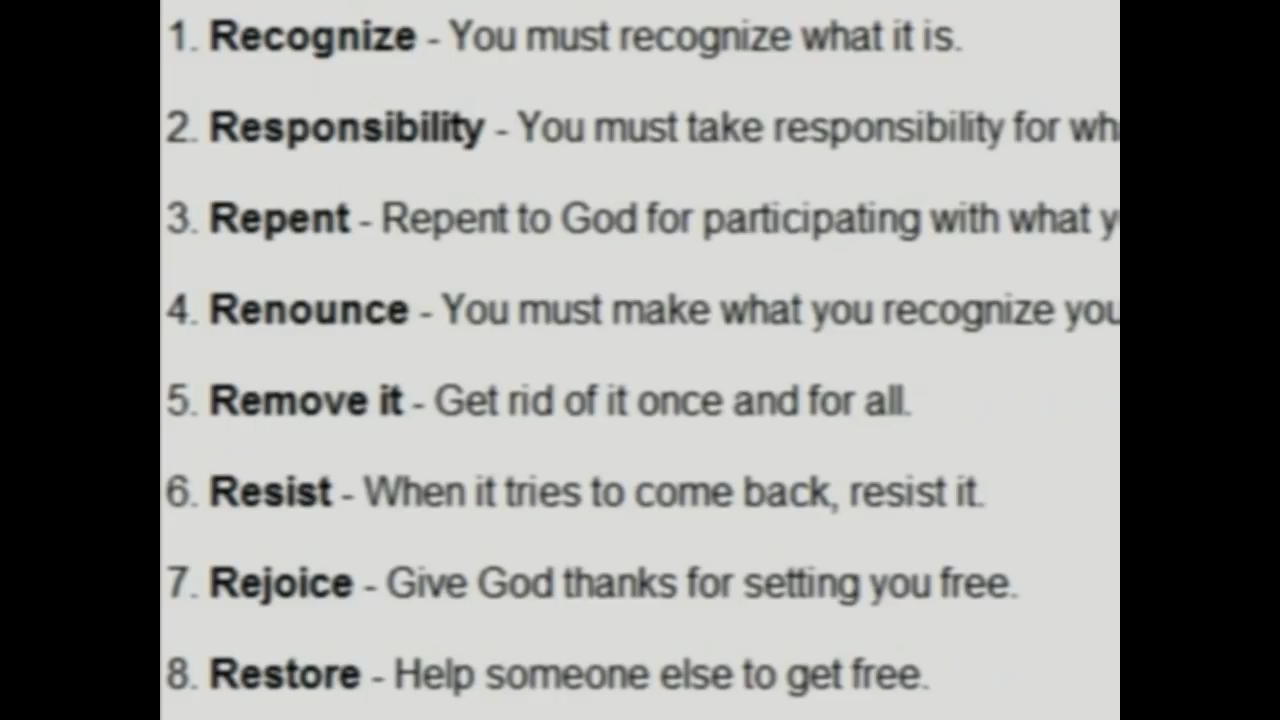 1. Recognize - You must recognize what it is.
2. Responsibility - You must take responsibility for wh
3. Repent - Repent to God for participating with what y
4. Renounce - You must make what you recognize you
5. Remove it - Get rid of it once and for all.
6. Resist - When it tries to come back, resist it.
7. Rejoice - Give God thanks for setting you free.
8. Restore - Help someone else to get free.